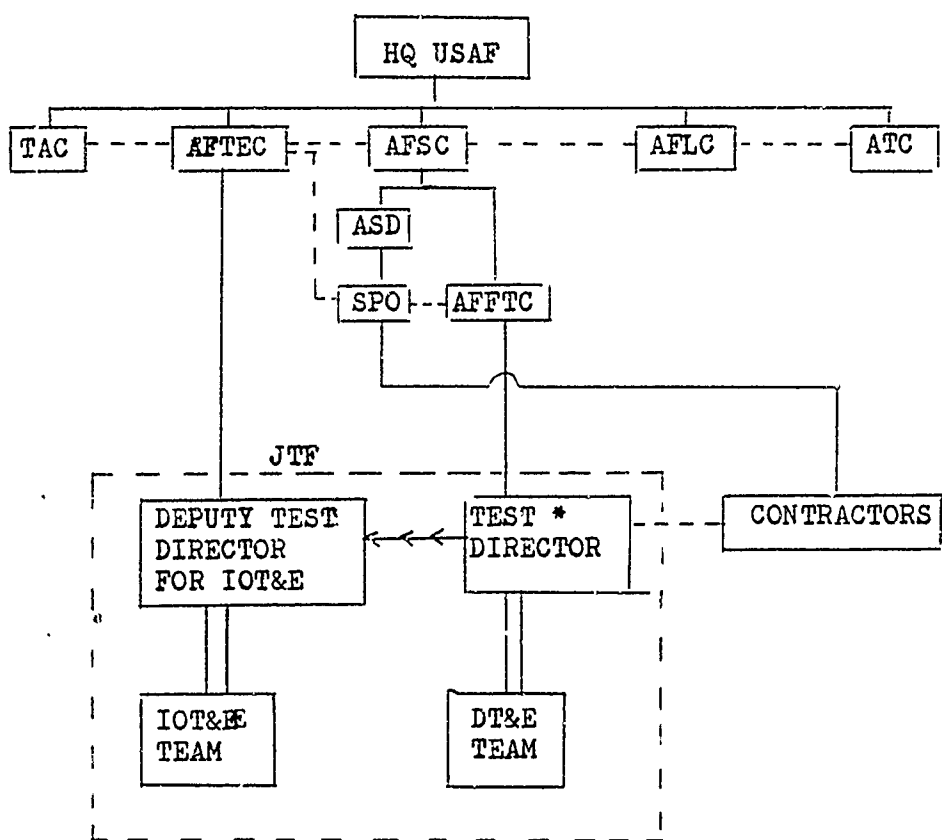 HQ USAF
TAC
AFTEC
AFSC
AFLC
ATC
ASD
SPO
AFFTC
JTF
DEPUTY TEST
DIRECTOR
FOR IOT&E
TEST *
DIRECTOR
CONTRACTORS
IOT&E
TEAM
DT&E
TEAM